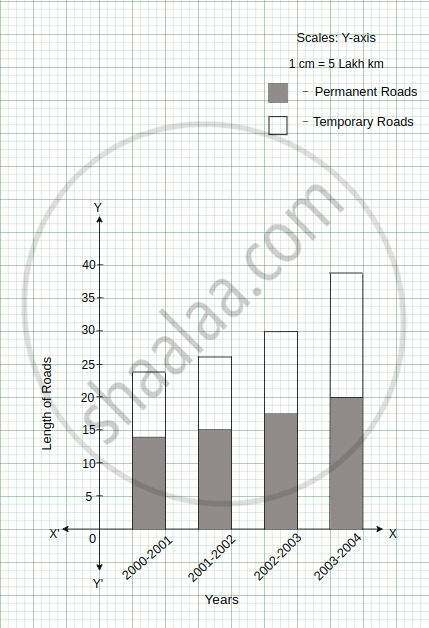 Scales: Y-axis
1 cm = 5 Lakh km
- Permanent Roads
- Temporary Roads
Y
40
35
30
25
20
15
10
5
0
Length of Roads
X'
X
Y'
2000-2001
2001-2002
2002-2003
2003-2004
Years
shaalaa.com